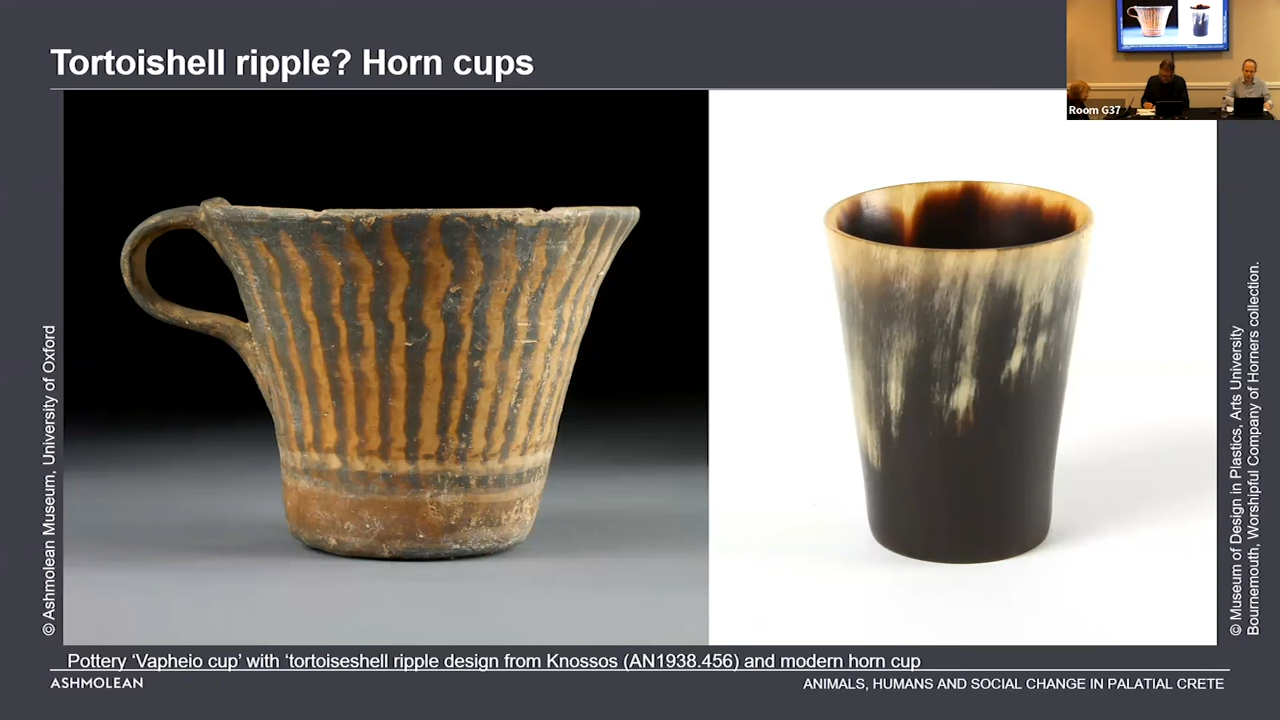 Tortoishell ripple? Horn cups
Room G37
© Ashmolean Museum, University of Oxford
© Museum of Design in Plastics, Arts University
Bournemouth, Worshipful Company of Horners collection.
Pottery ‘Vapheio cup’ with ‘tortoiseshell ripple design from Knossos (AN1938.456) and modern horn cup
ASHMOLEAN
ANIMALS, HUMANS AND SOCIAL CHANGE IN PALATIAL CRETE